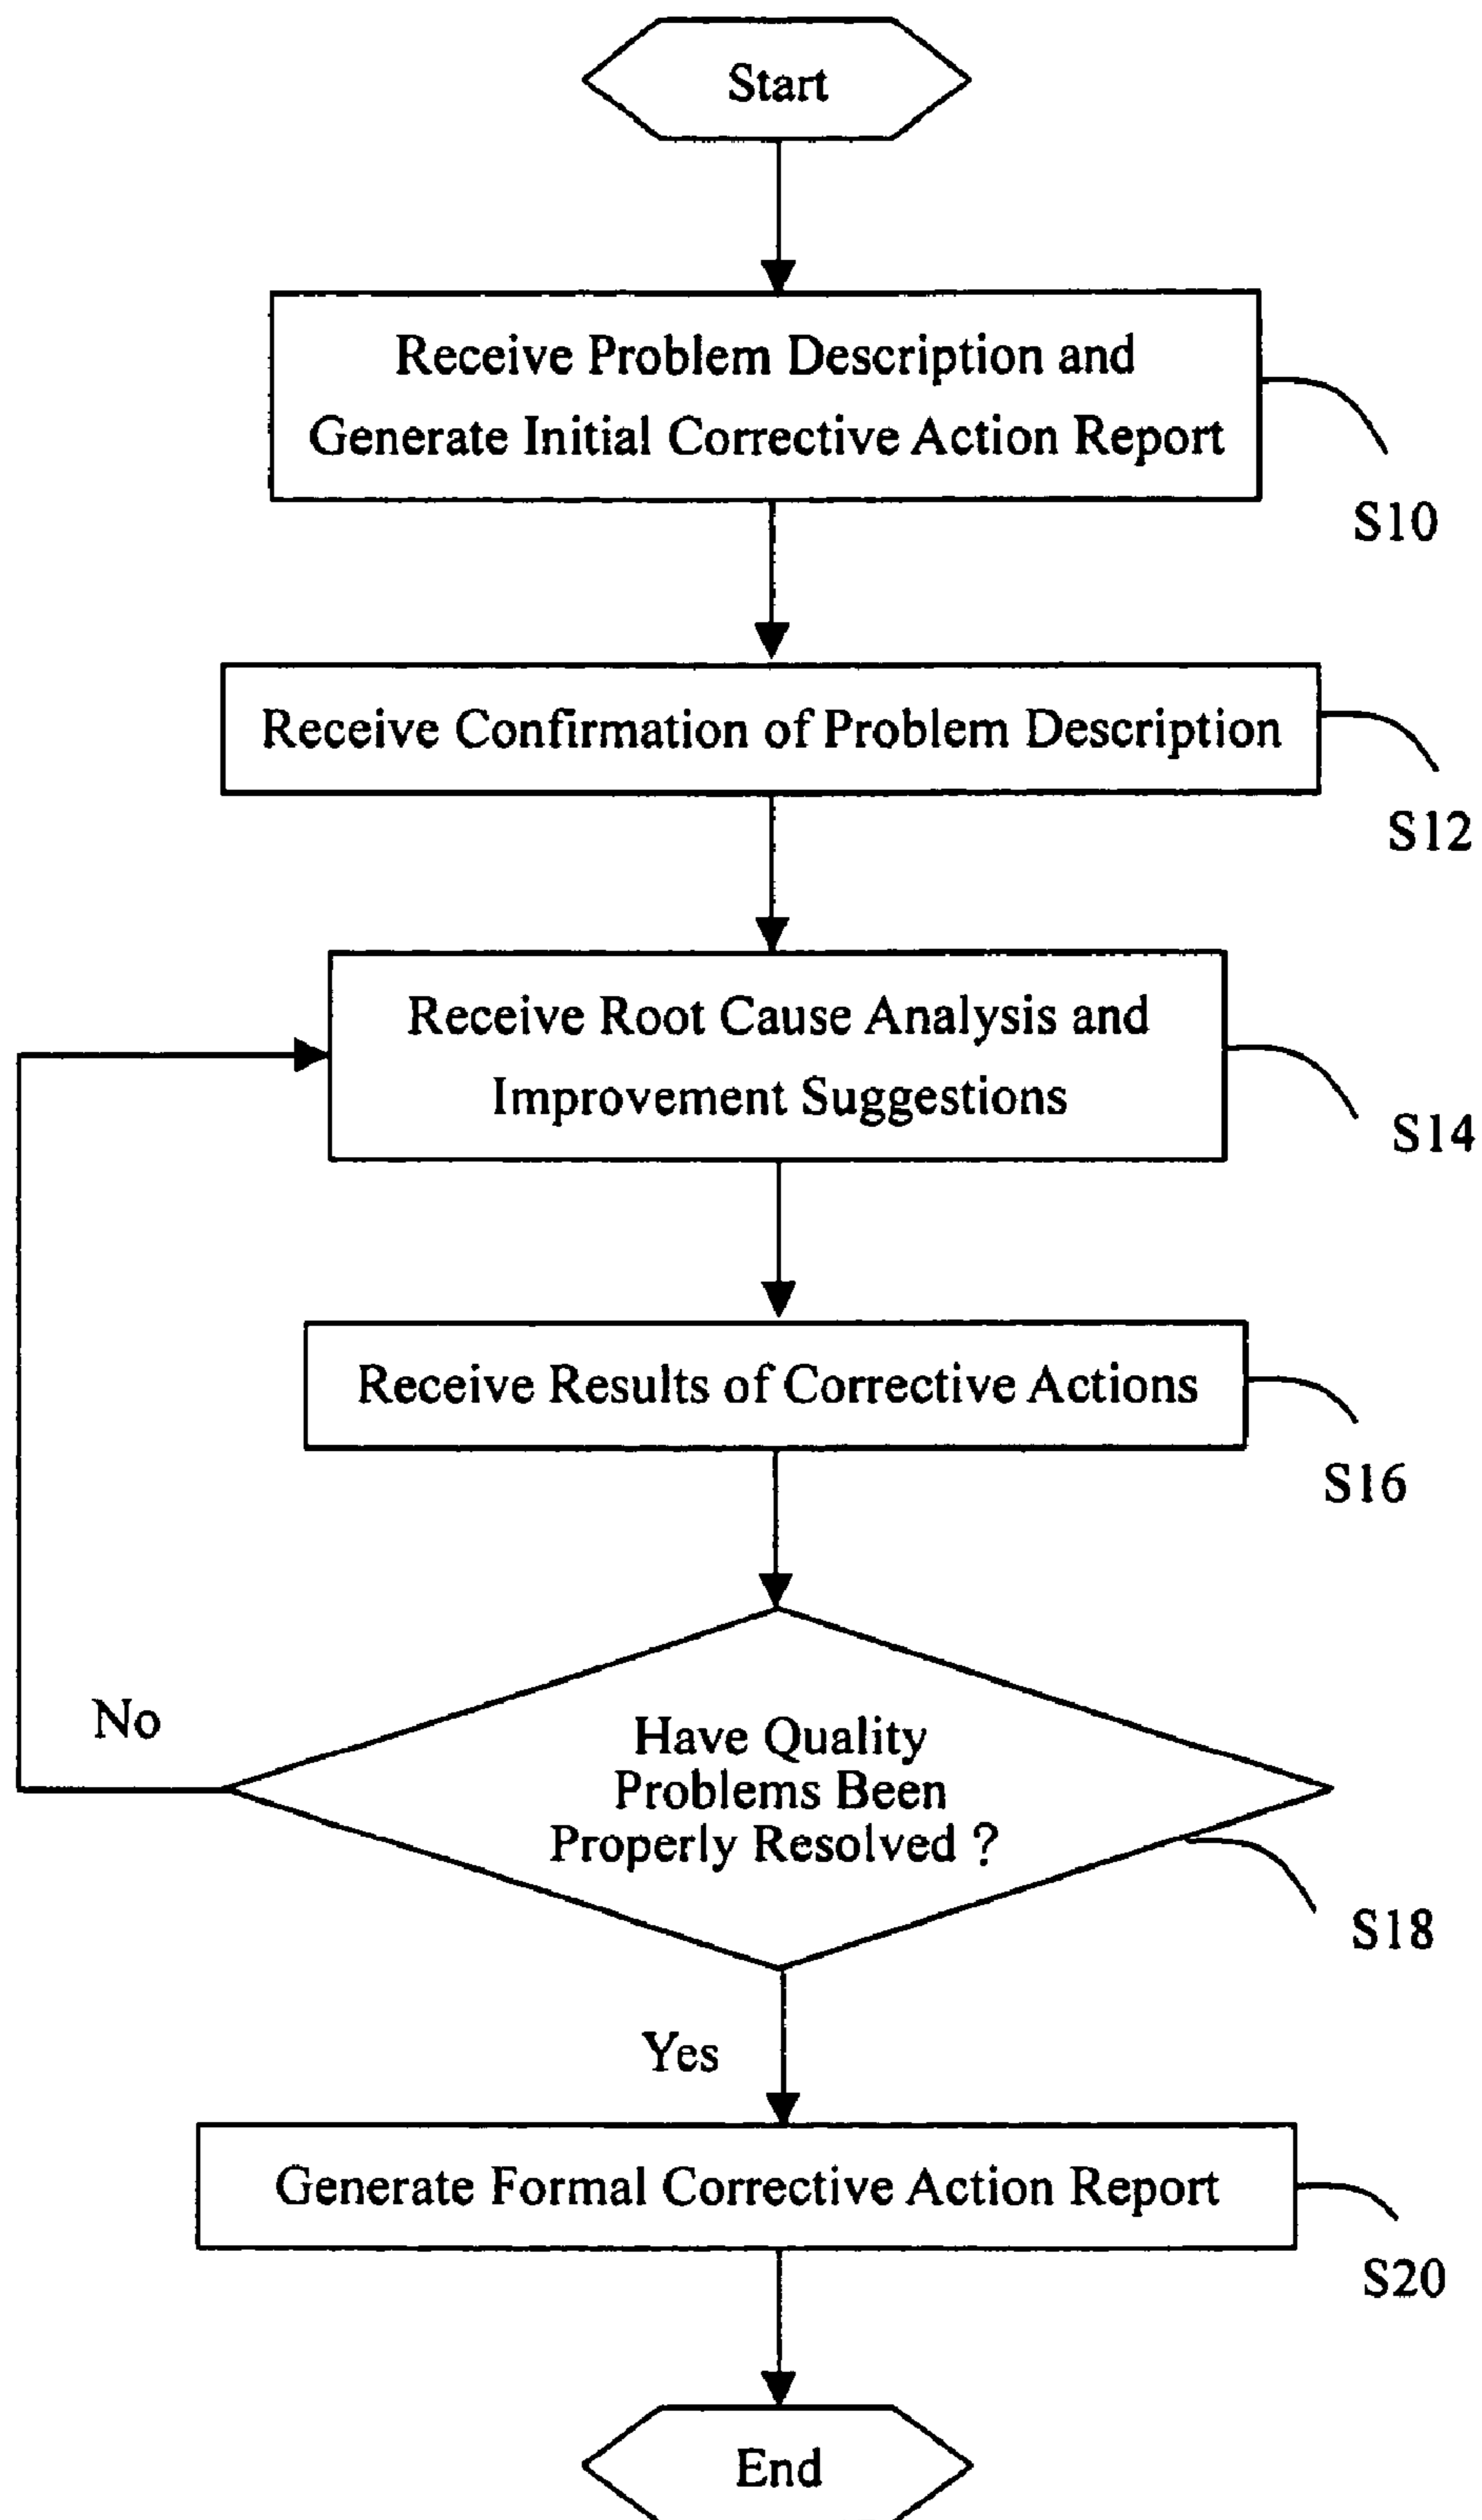 Start
Receive Problem Description and
Generate Initial Corrective Action Report
S10
Receive Confirmation of Problem Description
S12
Receive Root Cause Analysis and
Improvement Suggestions
S14
Receive Results of Corrective Actions
S16
Have Quality
Problems Been
Properly Resolved ?
No
S18
Yes
Generate Formal Corrective Action Report
S20
End